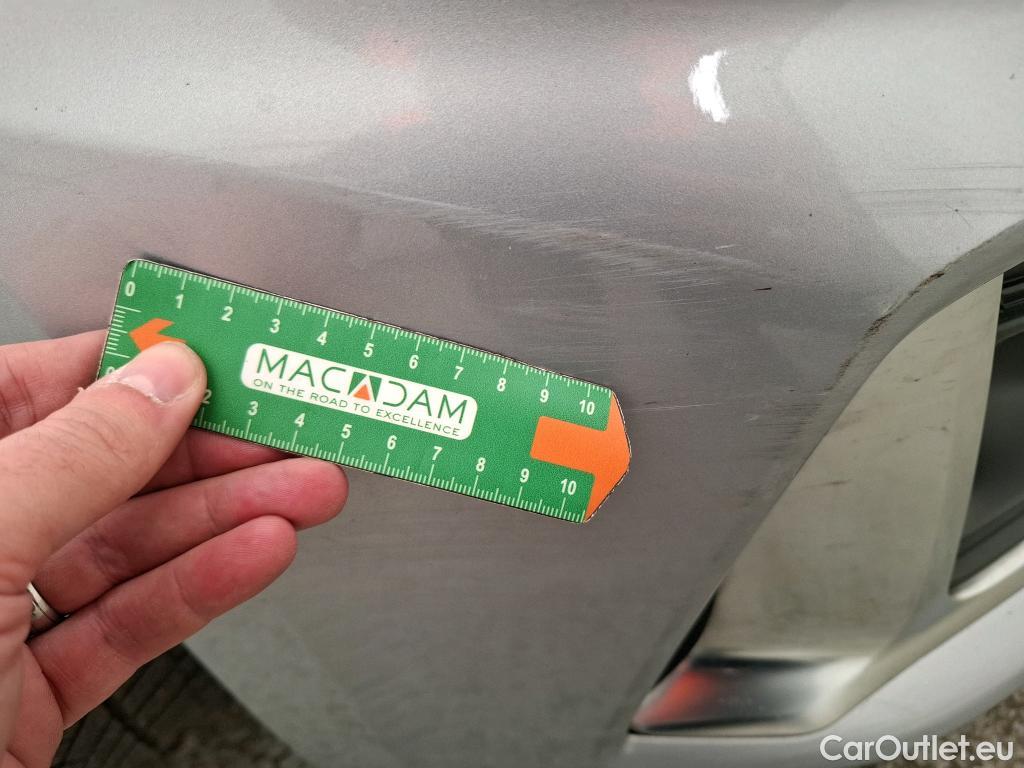 0 1 2 3 4 5 6 7 8 9 10
MACADAM
ON THE ROAD TO EXCELLENCE
2 3 4 5 6 7 8 9 10
CarOutlet.eu